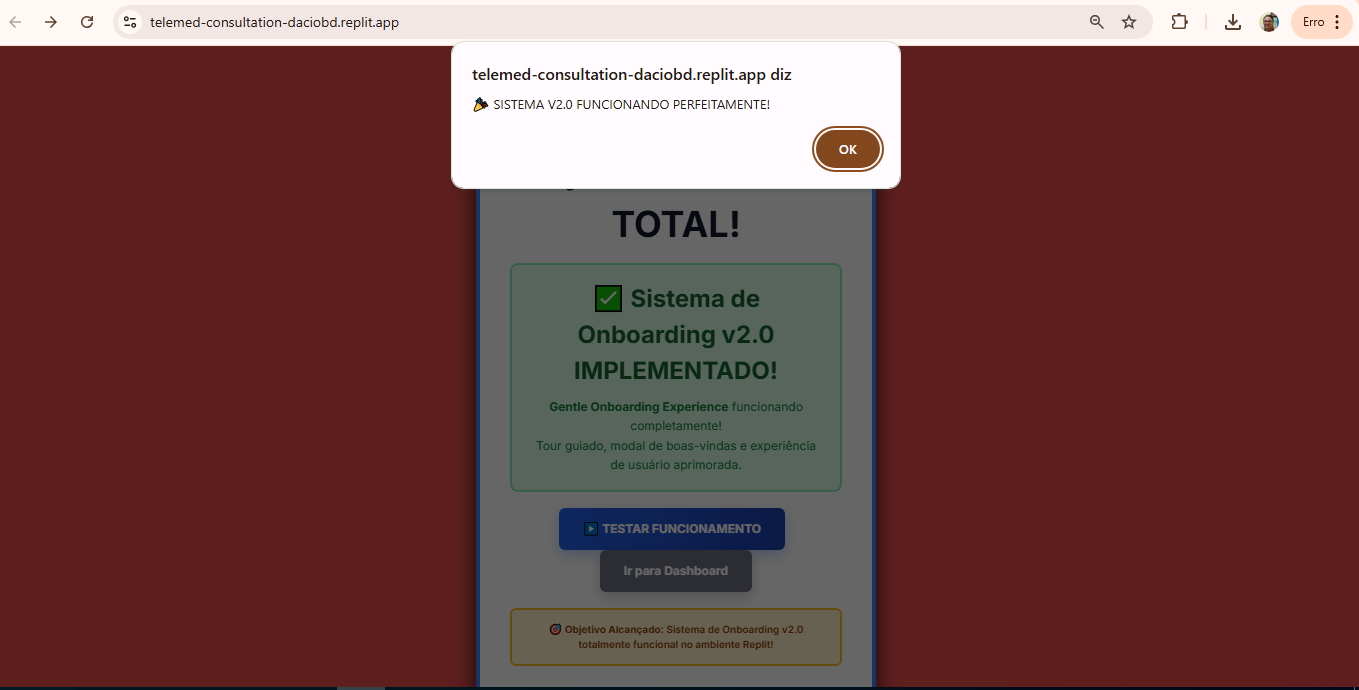 telemed-consultation-daciobd.replit.app
Erro
telemed-consultation-daciobd.replit.app diz
SISTEMA V2.0 FUNCIONANDO PERFEITAMENTE!
OK
TOTAL!
✅ Sistema de
Onboarding v2.0
IMPLEMENTADO!
Gentle Onboarding Experience funcionando
completamente!
Tour guiado, modal de boas-vindas e experiência
de usuário aprimorada.
▶️ TESTAR FUNCIONAMENTO
Ir para Dashboard
🎯 Objetivo Alcançado: Sistema de Onboarding v2.0
totalmente funcional no ambiente Replit!